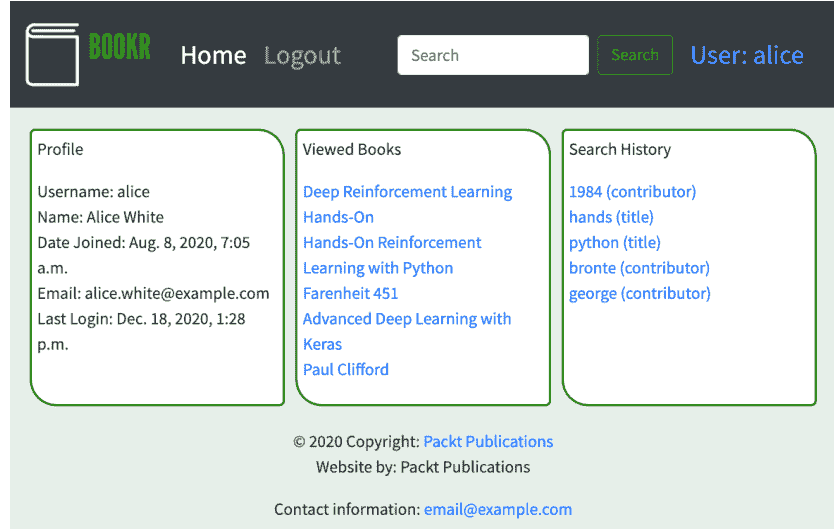 BOOKR
Home
Logout
Search
Search
User: alice
Profile
Username: alice
Name: Alice White
Date Joined: Aug. 8, 2020, 7:05
a.m.
Email: alice.white@example.com
Last Login: Dec. 18, 2020, 1:28
p.m.
Viewed Books
Deep Reinforcement Learning
Hands-On
Hands-On Reinforcement
Learning with Python
Farenheit 451
Advanced Deep Learning with
Keras
Paul Clifford
Search History
1984 (contributor)
hands (title)
python (title)
bronte (contributor)
george (contributor)
© 2020 Copyright: Packt Publications
Website by: Packt Publications
Contact information: email@example.com